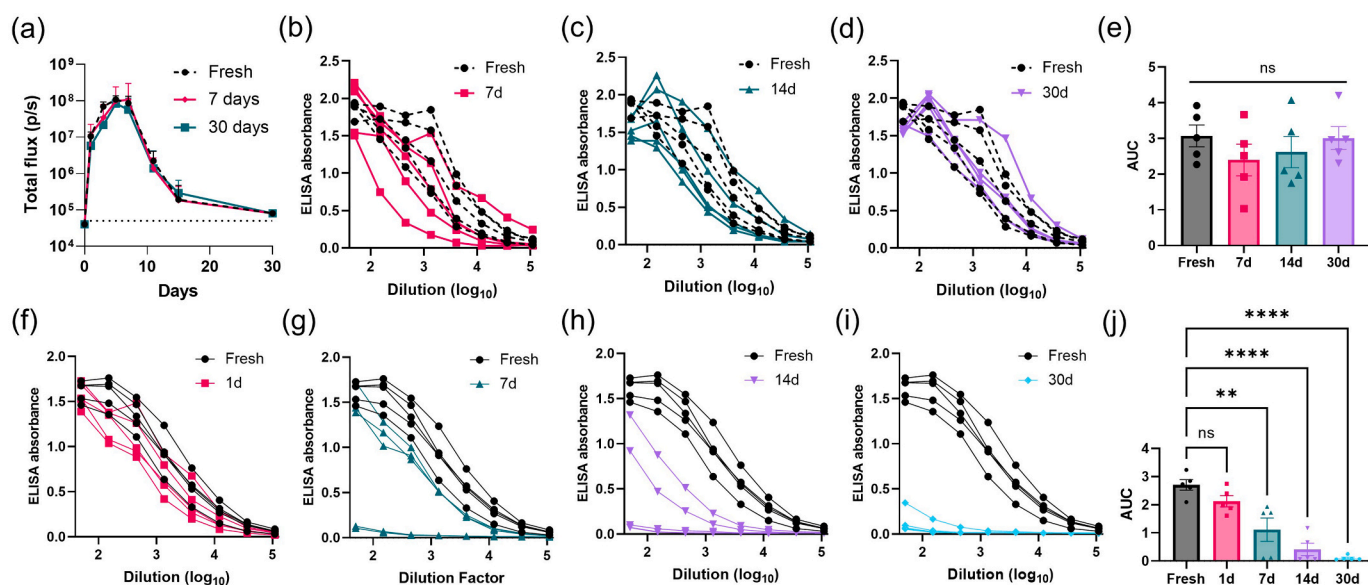 (a)
Total flux (p/s)
10⁹
10⁸
10⁷
10⁶
10⁵
10⁴
Fresh
7 days
30 days
0 10 20 30
Days
(b)
ELISA absorbance
2.5
2.0
1.5
1.0
0.5
0.0
Fresh
7d
2 3 4 5
Dilution (log₁₀)
(c)
ELISA absorbance
2.5
2.0
1.5
1.0
0.5
0.0
Fresh
14d
2 3 4 5
Dilution (log₁₀)
(d)
ELISA absorbance
2.5
2.0
1.5
1.0
0.5
0.0
Fresh
30d
2 3 4 5
Dilution (log₁₀)
(e)
ns
AUC
5
4
3
2
1
0
Fresh 7d 14d 30d
(f)
ELISA absorbance
2.0
1.5
1.0
0.5
0.0
Fresh
1d
2 3 4 5
Dilution (log₁₀)
(g)
ELISA absorbance
2.0
1.5
1.0
0.5
0.0
Fresh
7d
2 3 4 5
Dilution Factor
(h)
ELISA absorbance
2.0
1.5
1.0
0.5
0.0
Fresh
14d
2 3 4 5
Dilution (log₁₀)
(i)
ELISA absorbance
2.0
1.5
1.0
0.5
0.0
Fresh
30d
2 3 4 5
Dilution (log₁₀)
(j)
****
****
**
ns
AUC
4
3
2
1
0
Fresh 1d 7d 14d 30d